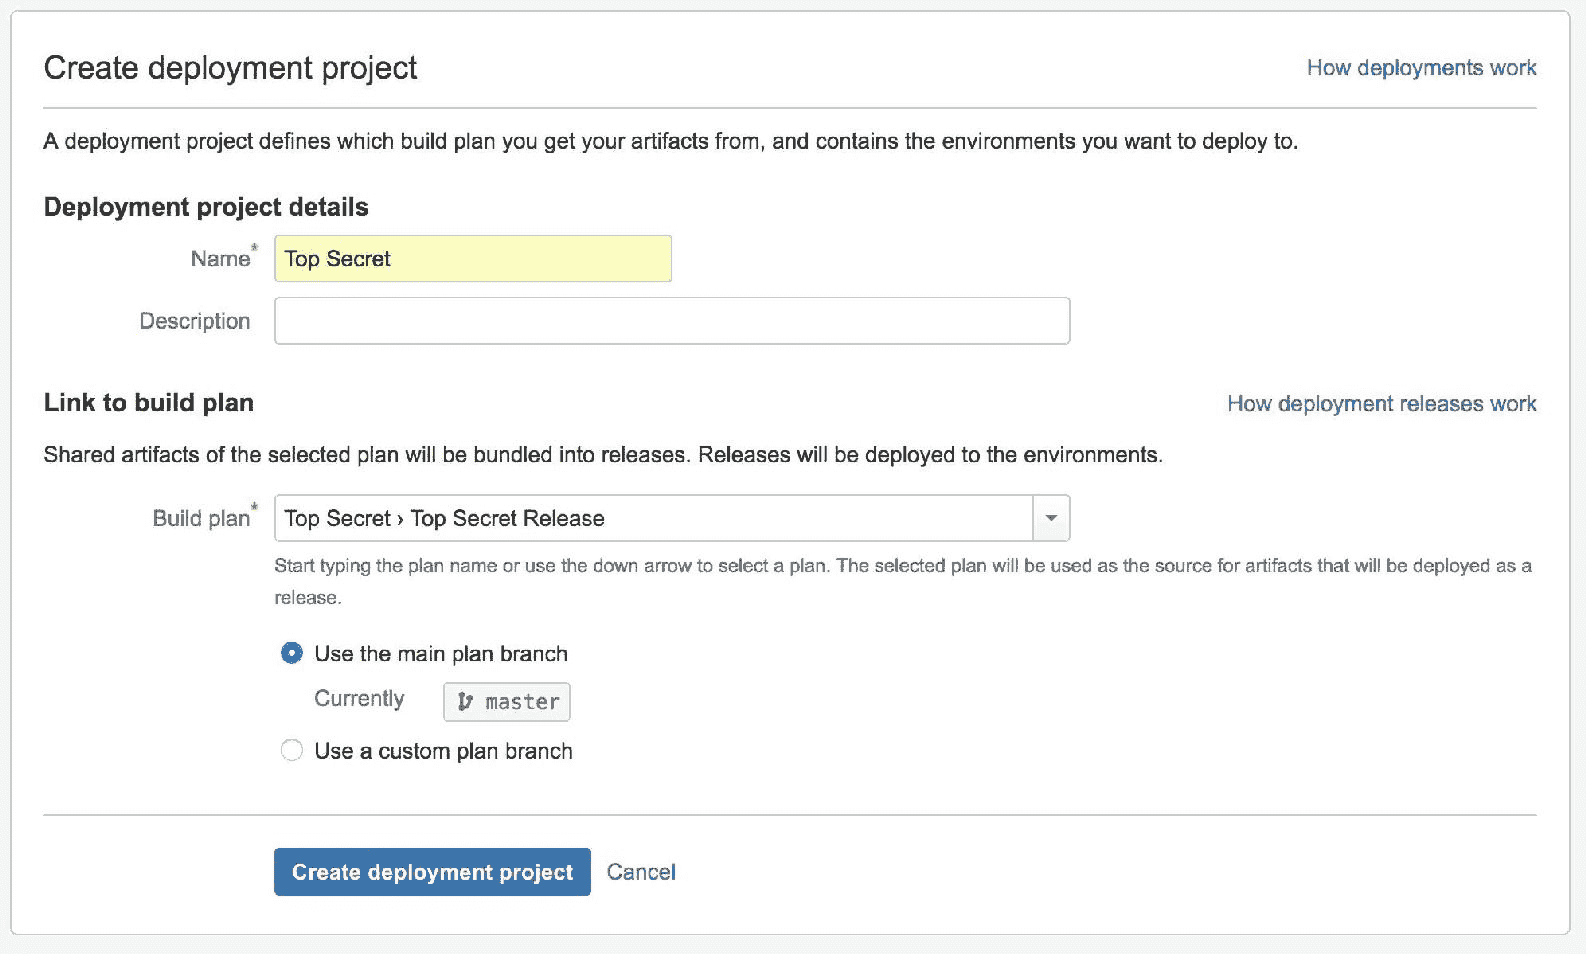 Create deployment project
How deployments work
A deployment project defines which build plan you get your artifacts from, and contains the environments you want to deploy to.
Deployment project details
Name*
Top Secret
Description
Link to build plan
How deployment releases work
Shared artifacts of the selected plan will be bundled into releases. Releases will be deployed to the environments.
Build plan*
Top Secret › Top Secret Release
Start typing the plan name or use the down arrow to select a plan. The selected plan will be used as the source for artifacts that will be deployed as a
release.
Use the main plan branch
Currently
master
Use a custom plan branch
Create deployment project
Cancel